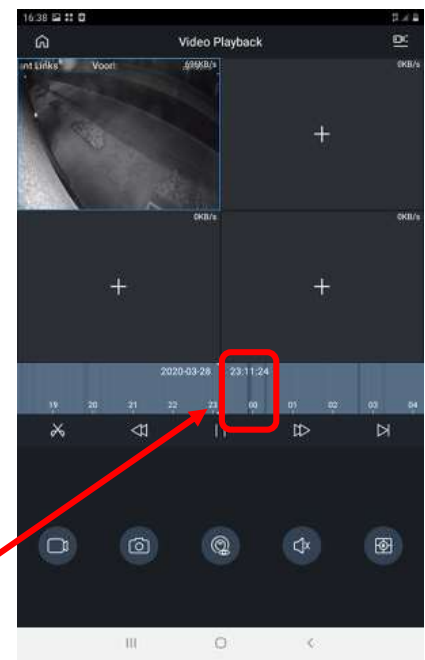 16:38
Video Playback
nt Links Voort 696KB/s
0KB/s
0KB/s
0KB/s
2020-03-28 23:11:24
19 20 21 22 23 00 01 02 03 04